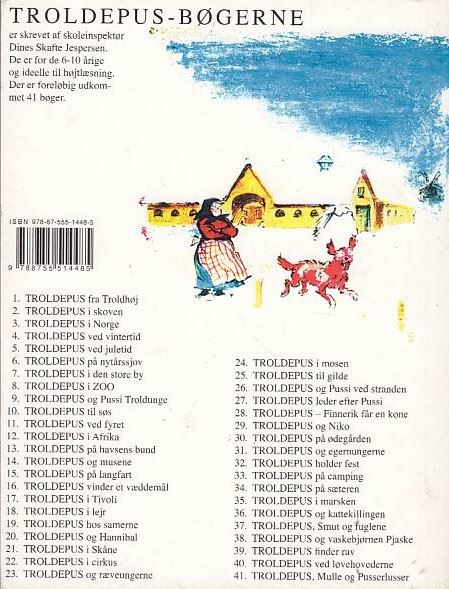 TROLDEPUS-BØGERNE
er skrevet af skoleinspektør
Dines Skafte Jespersen.
De er for de 6-10 årige
og ideelle til højtlæsning.
Der er foreløbig udkom-
met 41 bøger.
ISBN 978-87-555-1448-5
9 788755 514485
1. TROLDEPUS fra Troldhøj
2. TROLDEPUS i skoven
3. TROLDEPUS i Norge
4. TROLDEPUS ved vintertid
5. TROLDEPUS ved juletid
6. TROLDEPUS på nytårssjov
7. TROLDEPUS i den store by
8. TROLDEPUS i ZOO
9. TROLDEPUS og Pussi Troldunge
10. TROLDEPUS til søs
11. TROLDEPUS ved fyret
12. TROLDEPUS i Afrika
13. TROLDEPUS på havsens bund
14. TROLDEPUS og musene
15. TROLDEPUS på langfart
16. TROLDEPUS vinder et væddemål
17. TROLDEPUS i Tivoli
18. TROLDEPUS i lejr
19. TROLDEPUS hos samerne
20. TROLDEPUS og Hannibal
21. TROLDEPUS i Skåne
22. TROLDEPUS i cirkus
23. TROLDEPUS og ræveungerne
24. TROLDEPUS i mosen
25. TROLDEPUS til gilde
26. TROLDEPUS og Pussi ved stranden
27. TROLDEPUS leder efter Pussi
28. TROLDEPUS – Finnerik får en kone
29. TROLDEPUS og Niko
30. TROLDEPUS på ødegården
31. TROLDEPUS og egernungerne
32. TROLDEPUS holder fest
33. TROLDEPUS på camping
34. TROLDEPUS på sæteren
35. TROLDEPUS i marsken
36. TROLDEPUS og kattekillingen
37. TROLDEPUS, Smut og fuglene
38. TROLDEPUS og vaskebjørnen Pjaske
39. TROLDEPUS finder rav
40. TROLDEPUS ved løvehovederne
41. TROLDEPUS, Mulle og Pusserlusser